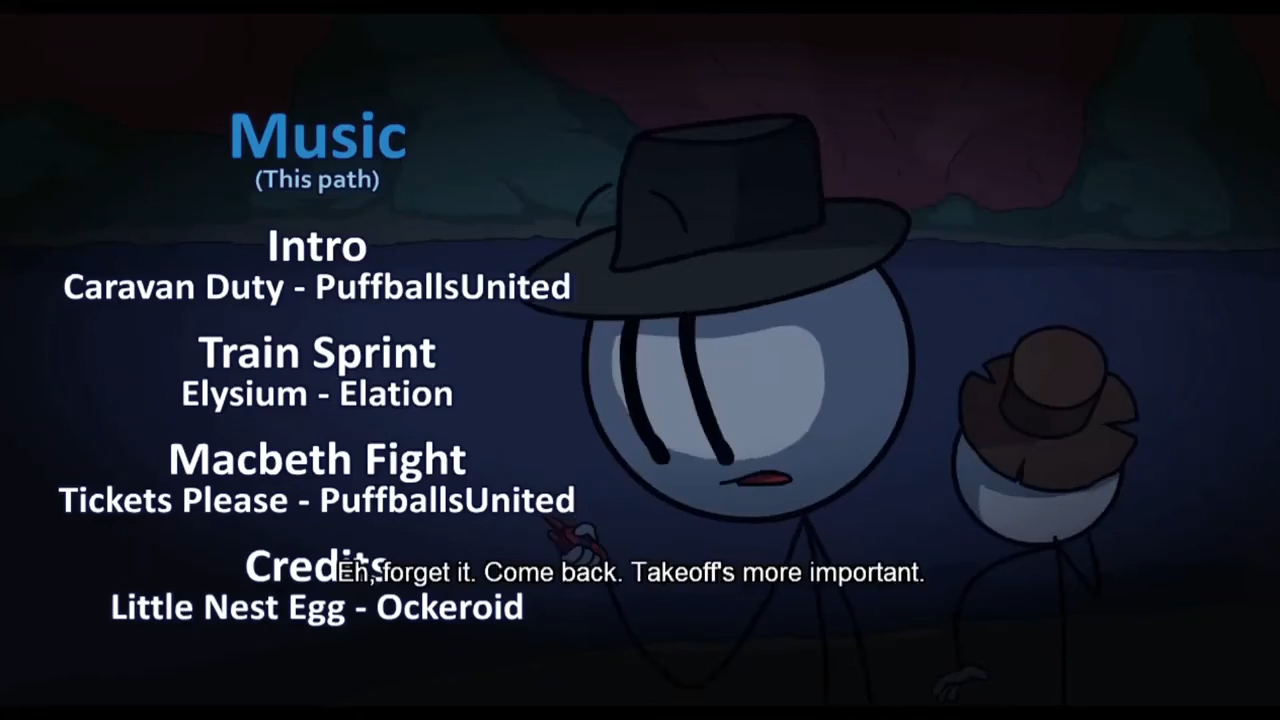 Music
(This path)
Intro
Caravan Duty - PuffballsUnited
Train Sprint
Elysium - Elation
Macbeth Fight
Tickets Please - PuffballsUnited
Credits
Eh, forget it. Come back. Takeoff's more important.
Little Nest Egg - Ockeroid